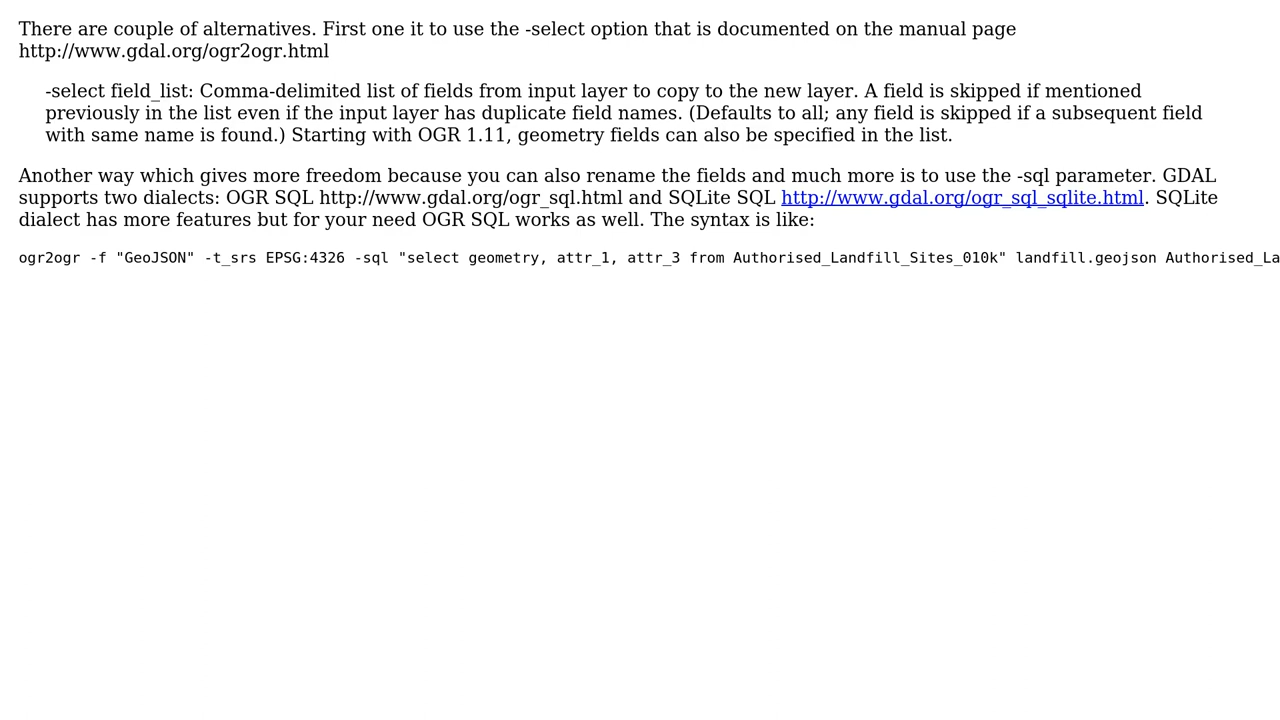 There are couple of alternatives. First one it to use the -select option that is documented on the manual page
http://www.gdal.org/ogr2ogr.html
-select field_list: Comma-delimited list of fields from input layer to copy to the new layer. A field is skipped if mentioned
previously in the list even if the input layer has duplicate field names. (Defaults to all; any field is skipped if a subsequent field
with same name is found.) Starting with OGR 1.11, geometry fields can also be specified in the list.
Another way which gives more freedom because you can also rename the fields and much more is to use the -sql parameter. GDAL
supports two dialects: OGR SQL http://www.gdal.org/ogr_sql.html and SQLite SQL http://www.gdal.org/ogr_sql_sqlite.html. SQLite
dialect has more features but for your need OGR SQL works as well. The syntax is like:
ogr2ogr -f "GeoJSON" -t_srs EPSG:4326 -sql "select geometry, attr_1, attr_3 from Authorised_Landfill_Sites_010k" landfill.geojson Authorised_La